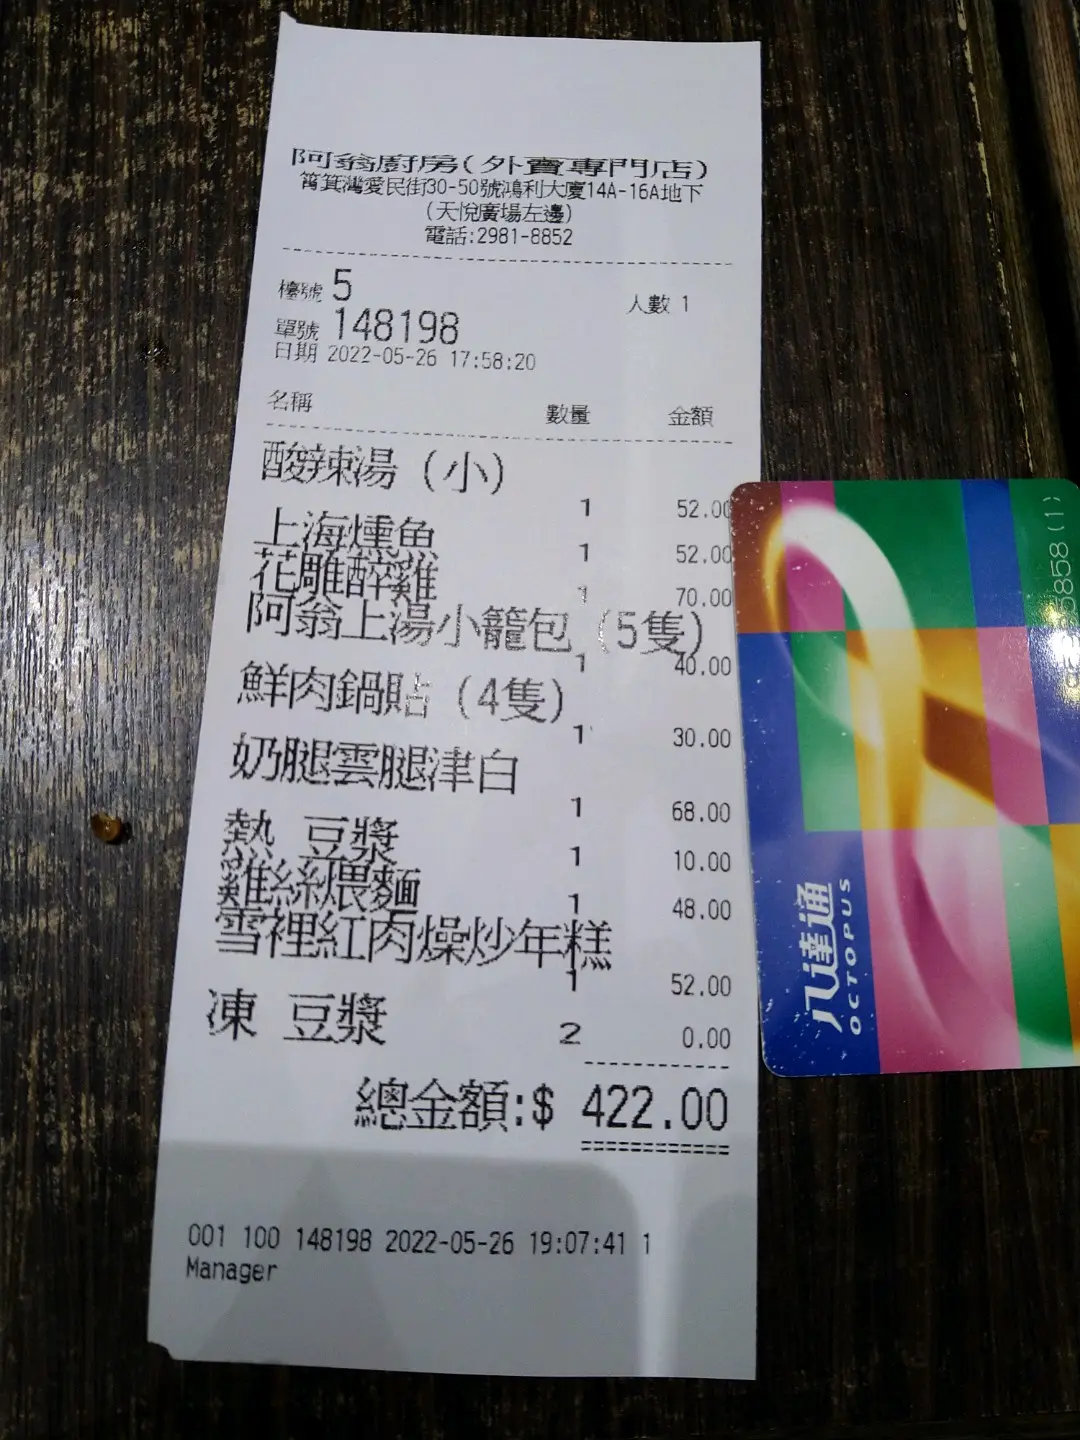 阿翁廚房(外賣專門店)
筲箕灣愛民街30-50號鴻利大廈14A-16A地下
(天悅廣場左邊)
電話:2981-8852
檯號 5 人數 1
單號 148198
日期 2022-05-26 17:58:20
名稱 數量 金額
酸辣湯 (小)
1 52.00
上海燻魚
1 52.00
花雕醉雞
1 70.00
阿翁上湯小籠包 (5隻)
1 40.00
鮮肉鍋貼 (4隻)
1 30.00
奶腿雲腿津白
1 68.00
熱 豆漿
1 10.00
雞絲煨麵
1 48.00
雪裡紅肉燥炒年糕
1 52.00
凍 豆漿
2 0.00
總金額:$ 422.00
001 100 148198 2022-05-26 19:07:41 1
Manager
八達通
OCTOPUS
5858 (1)